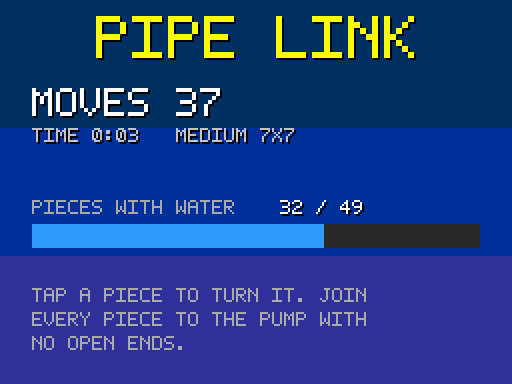 PIPE LINK
MOVES 37
TIME 0:03 MEDIUM 7X7
PIECES WITH WATER 32 / 49
TAP A PIECE TO TURN IT. JOIN
EVERY PIECE TO THE PUMP WITH
NO OPEN ENDS.